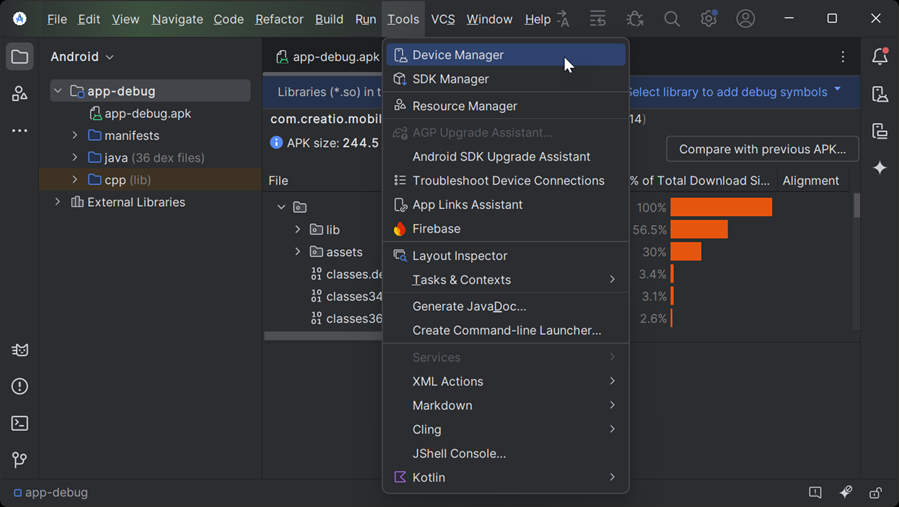 File Edit View Navigate Code Refactor Build Run Tools VCS Window Help
Android
app-debug
app-debug.apk
manifests
java (36 dex files)
cpp (lib)
External Libraries
app-debug.apk
Libraries (*.so) in t
Select library to add debug symbols
com.creatio.mobil
14)
APK size: 244.5
Compare with previous APK...
File
% of Total Download Si... Alignment
lib
assets
classes.de
classes34
classes36
100%
56.5%
30%
3.4%
3.1%
2.6%
Device Manager
SDK Manager
Resource Manager
AGP Upgrade Assistant...
Android SDK Upgrade Assistant
Troubleshoot Device Connections
App Links Assistant
Firebase
Layout Inspector
Tasks & Contexts
Generate JavaDoc...
Create Command-line Launcher...
Services
XML Actions
Markdown
Cling
JShell Console...
Kotlin
app-debug